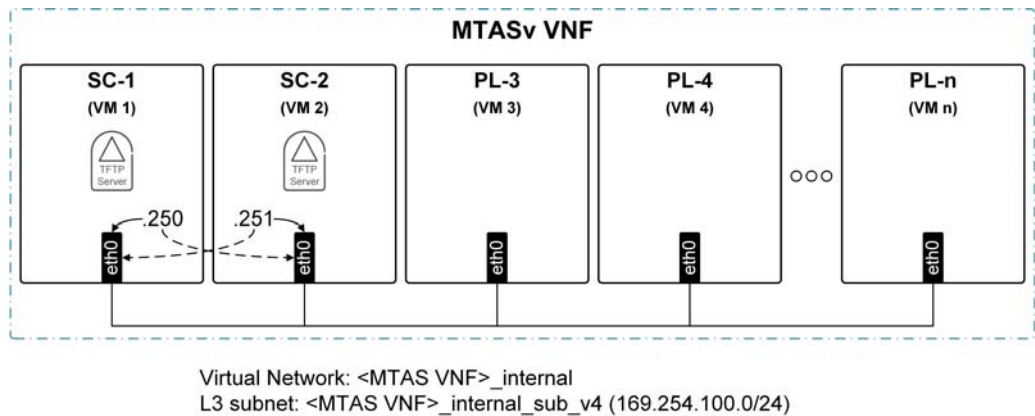 MTASv VNF
SC-1
(VM 1)
TFTP
Server
SC-2
(VM 2)
TFTP
Server
PL-3
(VM 3)
PL-4
(VM 4)
PL-n
(VM n)
.250
.251
eth0
eth0
eth0
eth0
eth0
Virtual Network: <MTAS VNF>_internal
L3 subnet: <MTAS VNF>_internal_sub_v4 (169.254.100.0/24)